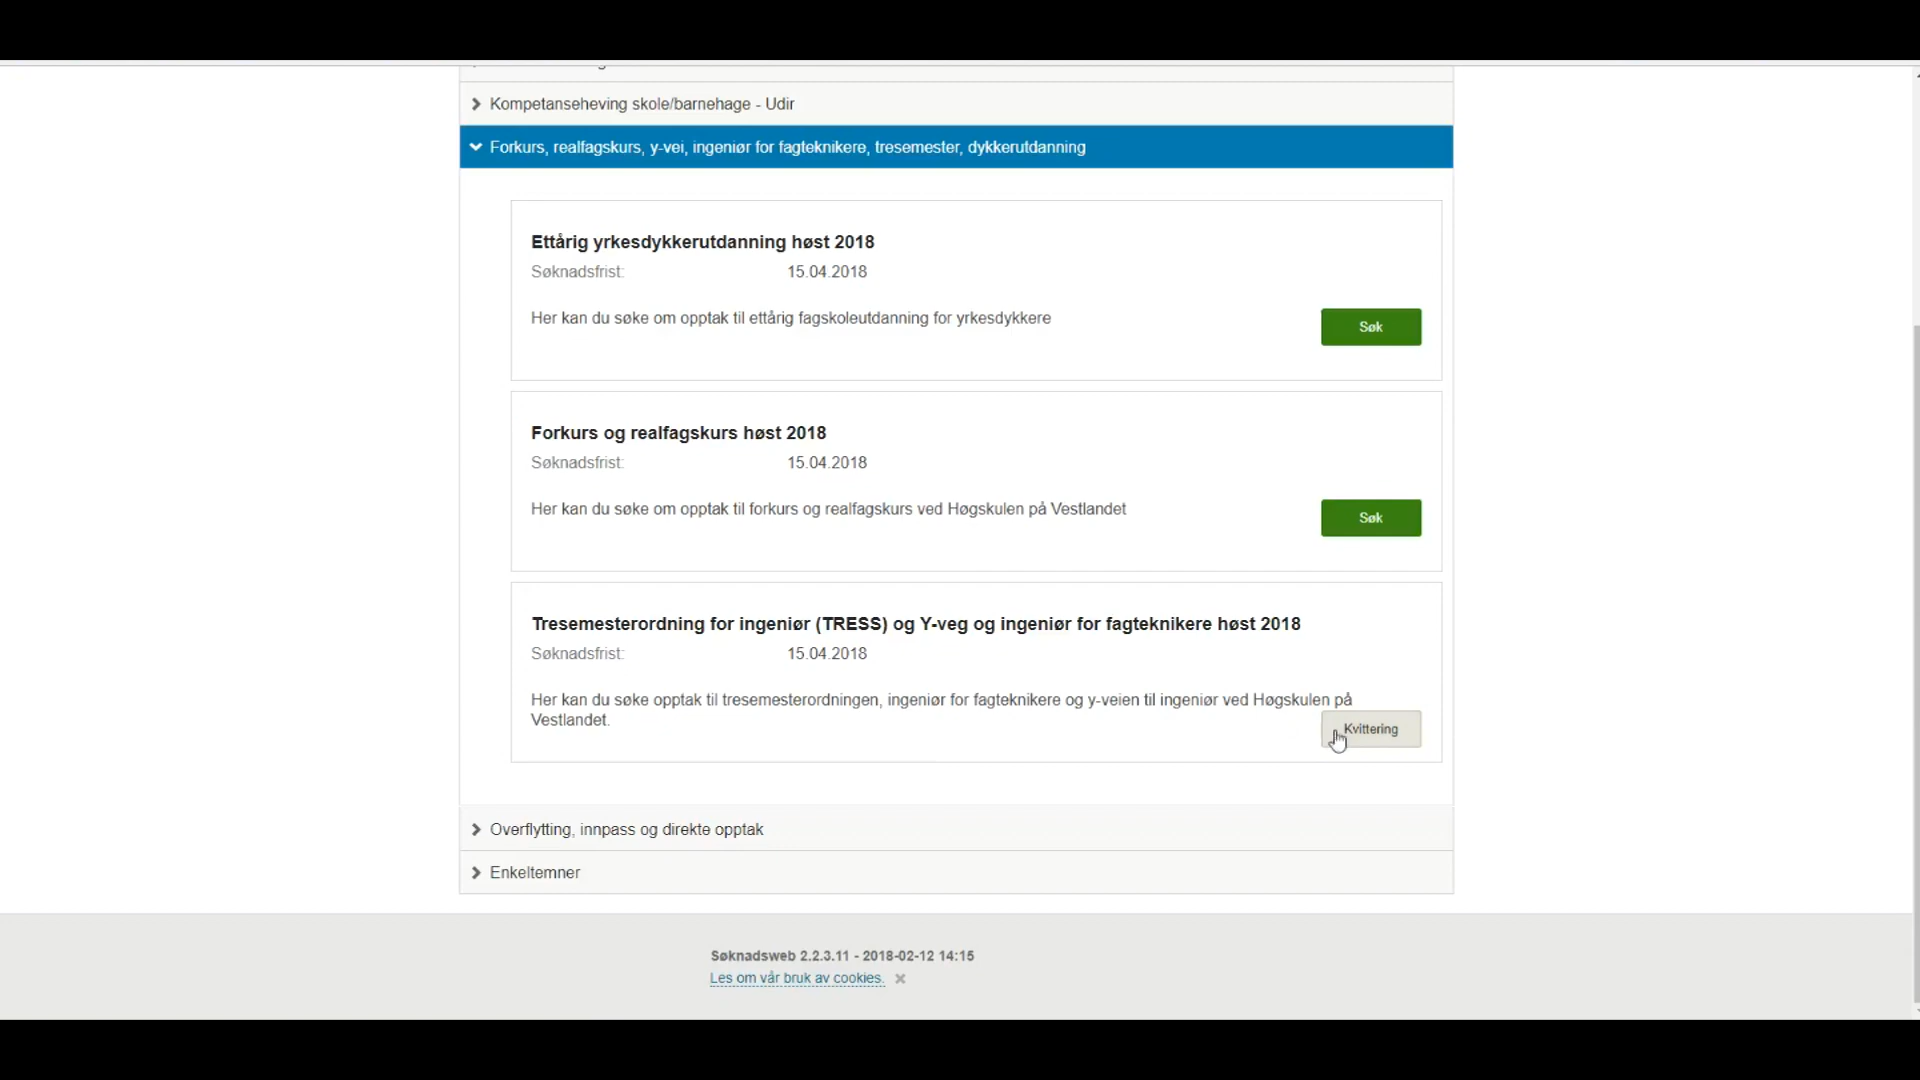 Kompetanseheving skole/barnehage - Udir
Forkurs, realfagskurs, y-vei, ingeniør for fagteknikere, tresemester, dykkerutdanning
Ettårig yrkesdykkerutdanning høst 2018
Søknadsfrist: 15.04.2018
Her kan du søke om opptak til ettårig fagskoleutdanning for yrkesdykkere
Søk
Forkurs og realfagskurs høst 2018
Søknadsfrist: 15.04.2018
Her kan du søke om opptak til forkurs og realfagskurs ved Høgskulen på Vestlandet
Søk
Tresemesterordning for ingeniør (TRESS) og Y-veg og ingeniør for fagteknikere høst 2018
Søknadsfrist: 15.04.2018
Her kan du søke opptak til tresemesterordningen, ingeniør for fagteknikere og y-veien til ingeniør ved Høgskulen på
Vestlandet.
Kvittering
Overflytting, innpass og direkte opptak
Enkeltemner
Søknadsweb 2.2.3.11 - 2018-02-12 14:15
Les om vår bruk av cookies.